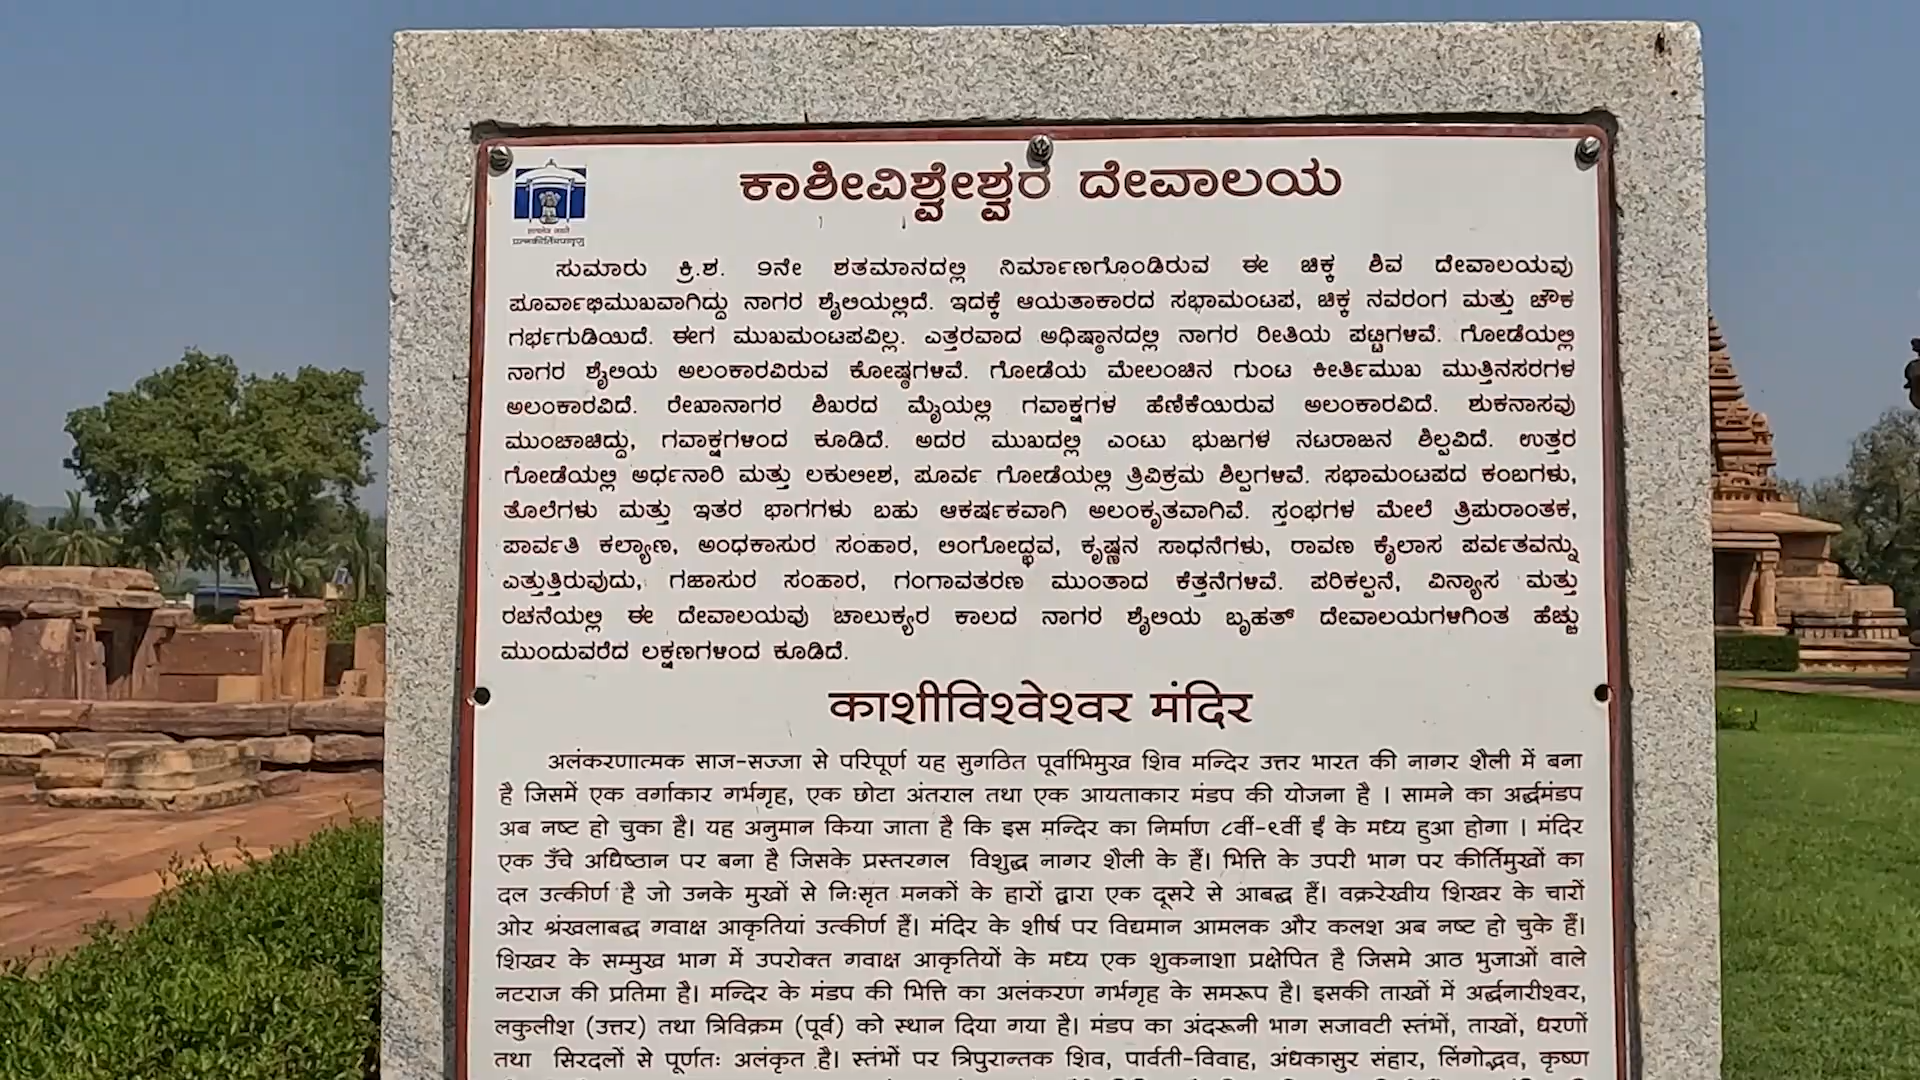 ಕಾಶೀವಿಶ್ವೇಶ್ವರ ದೇವಾಲಯ
ಸುಮಾರು ಕ್ರಿ.ಶ. ೨ನೇ ಶತಮಾನದಲ್ಲಿ ನಿರ್ಮಾಣಗೊಂಡಿರುವ ಈ ಚಿಕ್ಕ ಶಿವ ದೇವಾಲಯವು
ಪೂರ್ವಾಭಿಮುಖವಾಗಿದ್ದು ನಾಗರ ಶೈಲಿಯಲ್ಲಿದೆ. ಇದಕ್ಕೆ ಆಯತಾಕಾರದ ಸಭಾಮಂಟಪ, ಚಿಕ್ಕ ನವರಂಗ ಮತ್ತು ಚೌಕ
ಗರ್ಭಗುಡಿಯಿದೆ. ಈಗ ಮುಖಮಂಟಪವಿಲ್ಲ. ಎತ್ತರವಾದ ಅಧಿಷ್ಠಾನದಲ್ಲಿ ನಾಗರ ರೀತಿಯ ಪಟ್ಟಗಳಿವೆ. ಗೋಡೆಯಲ್ಲಿ
ನಾಗರ ಶೈಲಿಯ ಅಲಂಕಾರವಿರುವ ಕೋಷ್ಠಗಳಿವೆ. ಗೋಡೆಯ ಮೇಲಂಚಿನ ಗುಂಟ ಕೀರ್ತಿಮುಖ ಮುತ್ತಿನಸರಗಳ
ಅಲಂಕಾರವಿದೆ. ರೇಖಾನಾಗರ ಶಿಖರದ ಮೈಯಲ್ಲಿ ಗವಾಕ್ಷಗಳ ಹೆಣಿಕೆಯಿರುವ ಅಲಂಕಾರವಿದೆ. ಶುಕನಾಸವು
ಮುಂಚಾಚಿದ್ದು, ಗವಾಕ್ಷಗಳಿಂದ ಕೂಡಿದೆ. ಅದರ ಮುಖದಲ್ಲಿ ಎಂಟು ಭುಜಗಳ ನಟರಾಜನ ಶಿಲ್ಪವಿದೆ. ಉತ್ತರ
ಗೋಡೆಯಲ್ಲಿ ಅರ್ಧನಾರಿ ಮತ್ತು ಲಕುಲೀಶ, ಪೂರ್ವ ಗೋಡೆಯಲ್ಲಿ ತ್ರಿವಿಕ್ರಮ ಶಿಲ್ಪಗಳಿವೆ. ಸಭಾಮಂಟಪದ ಕಂಬಗಳು,
ತೊಲೆಗಳು ಮತ್ತು ಇತರ ಭಾಗಗಳು ಬಹು ಆಕರ್ಷಕವಾಗಿ ಅಲಂಕೃತವಾಗಿವೆ. ಸ್ತಂಭಗಳ ಮೇಲೆ ತ್ರಿಪುರಾಂತಕ,
ಪಾರ್ವತಿ ಕಲ್ಯಾಣ, ಅಂಧಕಾಸುರ ಸಂಹಾರ, ಲಿಂಗೋದ್ಭವ, ಕೃಷ್ಣನ ಸಾಧನೆಗಳು, ರಾವಣ ಕೈಲಾಸ ಪರ್ವತವನ್ನು
ಎತ್ತುತ್ತಿರುವುದು, ಗಜಾಸುರ ಸಂಹಾರ, ಗಂಗಾವತರಣ ಮುಂತಾದ ಕೆತ್ತನೆಗಳಿವೆ. ಪರಿಕಲ್ಪನೆ, ವಿನ್ಯಾಸ ಮತ್ತು
ರಚನೆಯಲ್ಲಿ ಈ ದೇವಾಲಯವು ಚಾಲುಕ್ಯರ ಕಾಲದ ನಾಗರ ಶೈಲಿಯ ಬೃಹತ್ ದೇವಾಲಯಗಳಿಗಿಂತ ಹೆಚ್ಚು
ಮುಂದುವರೆದ ಲಕ್ಷಣಗಳಿಂದ ಕೂಡಿದೆ.
काशीविश्वेश्वर मंदिर
अलंकरणात्मक साज-सज्जा से परिपूर्ण यह सुगठित पूर्वाभिमुख शिव मन्दिर उत्तर भारत की नागर शैली में बना
है जिसमें एक वर्गाकार गर्भगृह, एक छोटा अंतराल तथा एक आयताकार मंडप की योजना है । सामने का अर्द्धमंडप
अब नष्ट हो चुका है। यह अनुमान किया जाता है कि इस मन्दिर का निर्माण ८वीं-९वीं ई के मध्य हुआ होगा । मंदिर
एक उँचे अधिष्ठान पर बना है जिसके प्रस्तरगल विशुद्ध नागर शैली के हैं। भित्ति के उपरी भाग पर कीर्तिमुखों का
दल उत्कीर्ण है जो उनके मुखों से निःसृत मनकों के हारों द्वारा एक दूसरे से आबद्ध हैं। वक्ररेखीय शिखर के चारों
ओर श्रंखलाबद्ध गवाक्ष आकृतियां उत्कीर्ण हैं। मंदिर के शीर्ष पर विद्यमान आमलक और कलश अब नष्ट हो चुके हैं।
शिखर के सम्मुख भाग में उपरोक्त गवाक्ष आकृतियों के मध्य एक शुकनाशा प्रक्षेपित है जिसमे आठ भुजाओं वाले
नटराज की प्रतिमा है। मन्दिर के मंडप की भित्ति का अलंकरण गर्भगृह के समरूप है। इसकी ताखों में अर्द्धनारीश्वर,
लकुलीश (उत्तर) तथा त्रिविक्रम (पूर्व) को स्थान दिया गया है। मंडप का अंदरूनी भाग सजावटी स्तंभों, ताखों, धरणों
तथा सिरदलों से पूर्णतः अलंकृत है। स्तंभों पर त्रिपुरान्तक शिव, पार्वती-विवाह, अंधकासुर संहार, लिंगोद्भव, कृष्ण